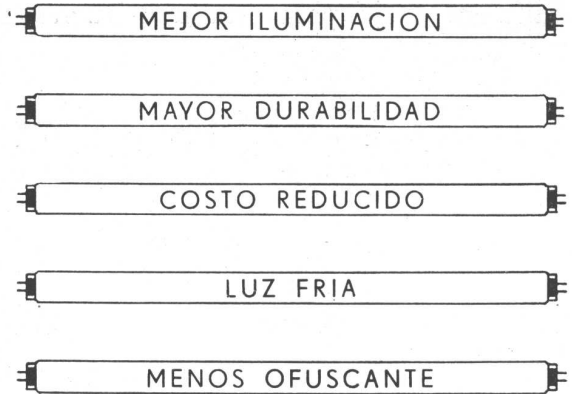 MEJOR ILUMINACION
MAYOR DURABILIDAD
COSTO REDUCIDO
LUZ FRIA
MENOS OFUSCANTE